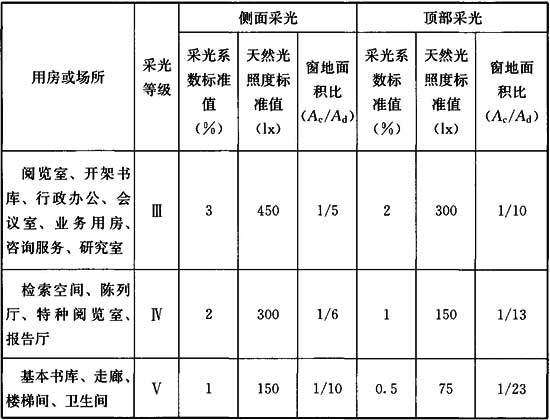 用房或场所
采光
等级
侧面采光
顶部采光
采光系
数标准
值
（%）
天然光
照度标
准值
（lx）
窗地面
积比
（Ac/Ad）
采光系
数标准
值
（%）
天然光
照度标
准值
（lx）
窗地面
积比
（Ac/Ad）
阅览室、开架书
库、行政办公、会
议室、业务用房、
咨询服务、研究室
Ⅲ
3
450
1/5
2
300
1/10
检索空间、陈列
厅、特种阅览室、
报告厅
Ⅳ
2
300
1/6
1
150
1/13
基本书库、走廊、
楼梯间、卫生间
Ⅴ
1
150
1/10
0.5
75
1/23